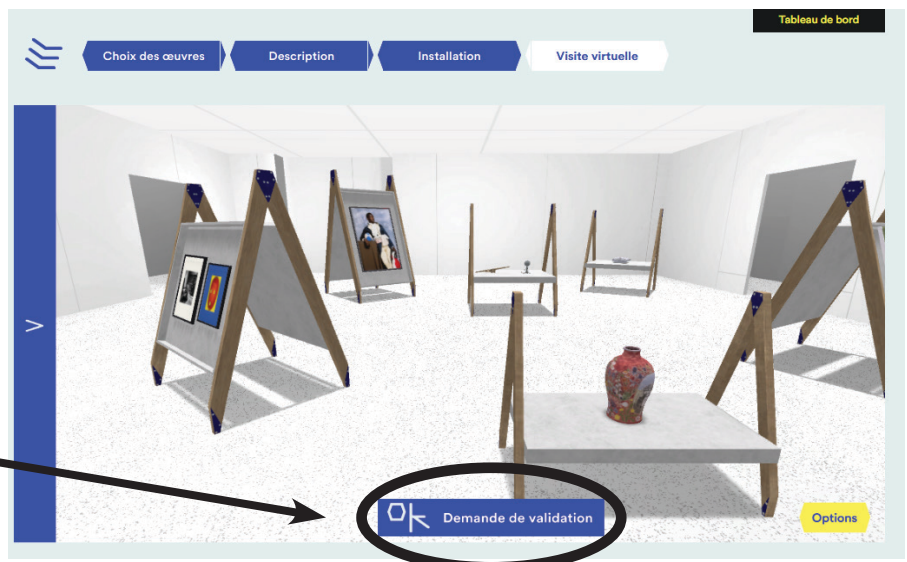 Tableau de bord
Choix des œuvres
Description
Installation
Visite virtuelle
>
OK Demande de validation
Options